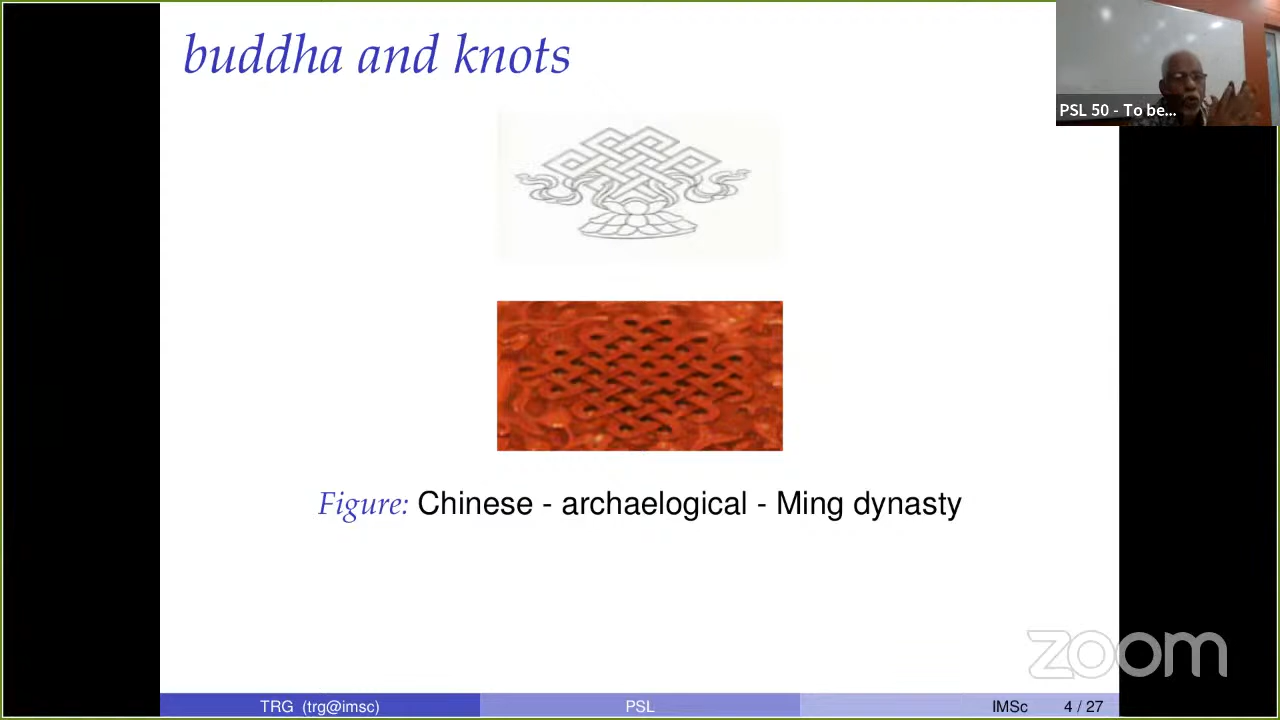 buddha and knots
PSL 50 - To be...
Figure: Chinese - archaelogical - Ming dynasty
zoom
TRG (trg@imsc) PSL IMSc 4 / 27